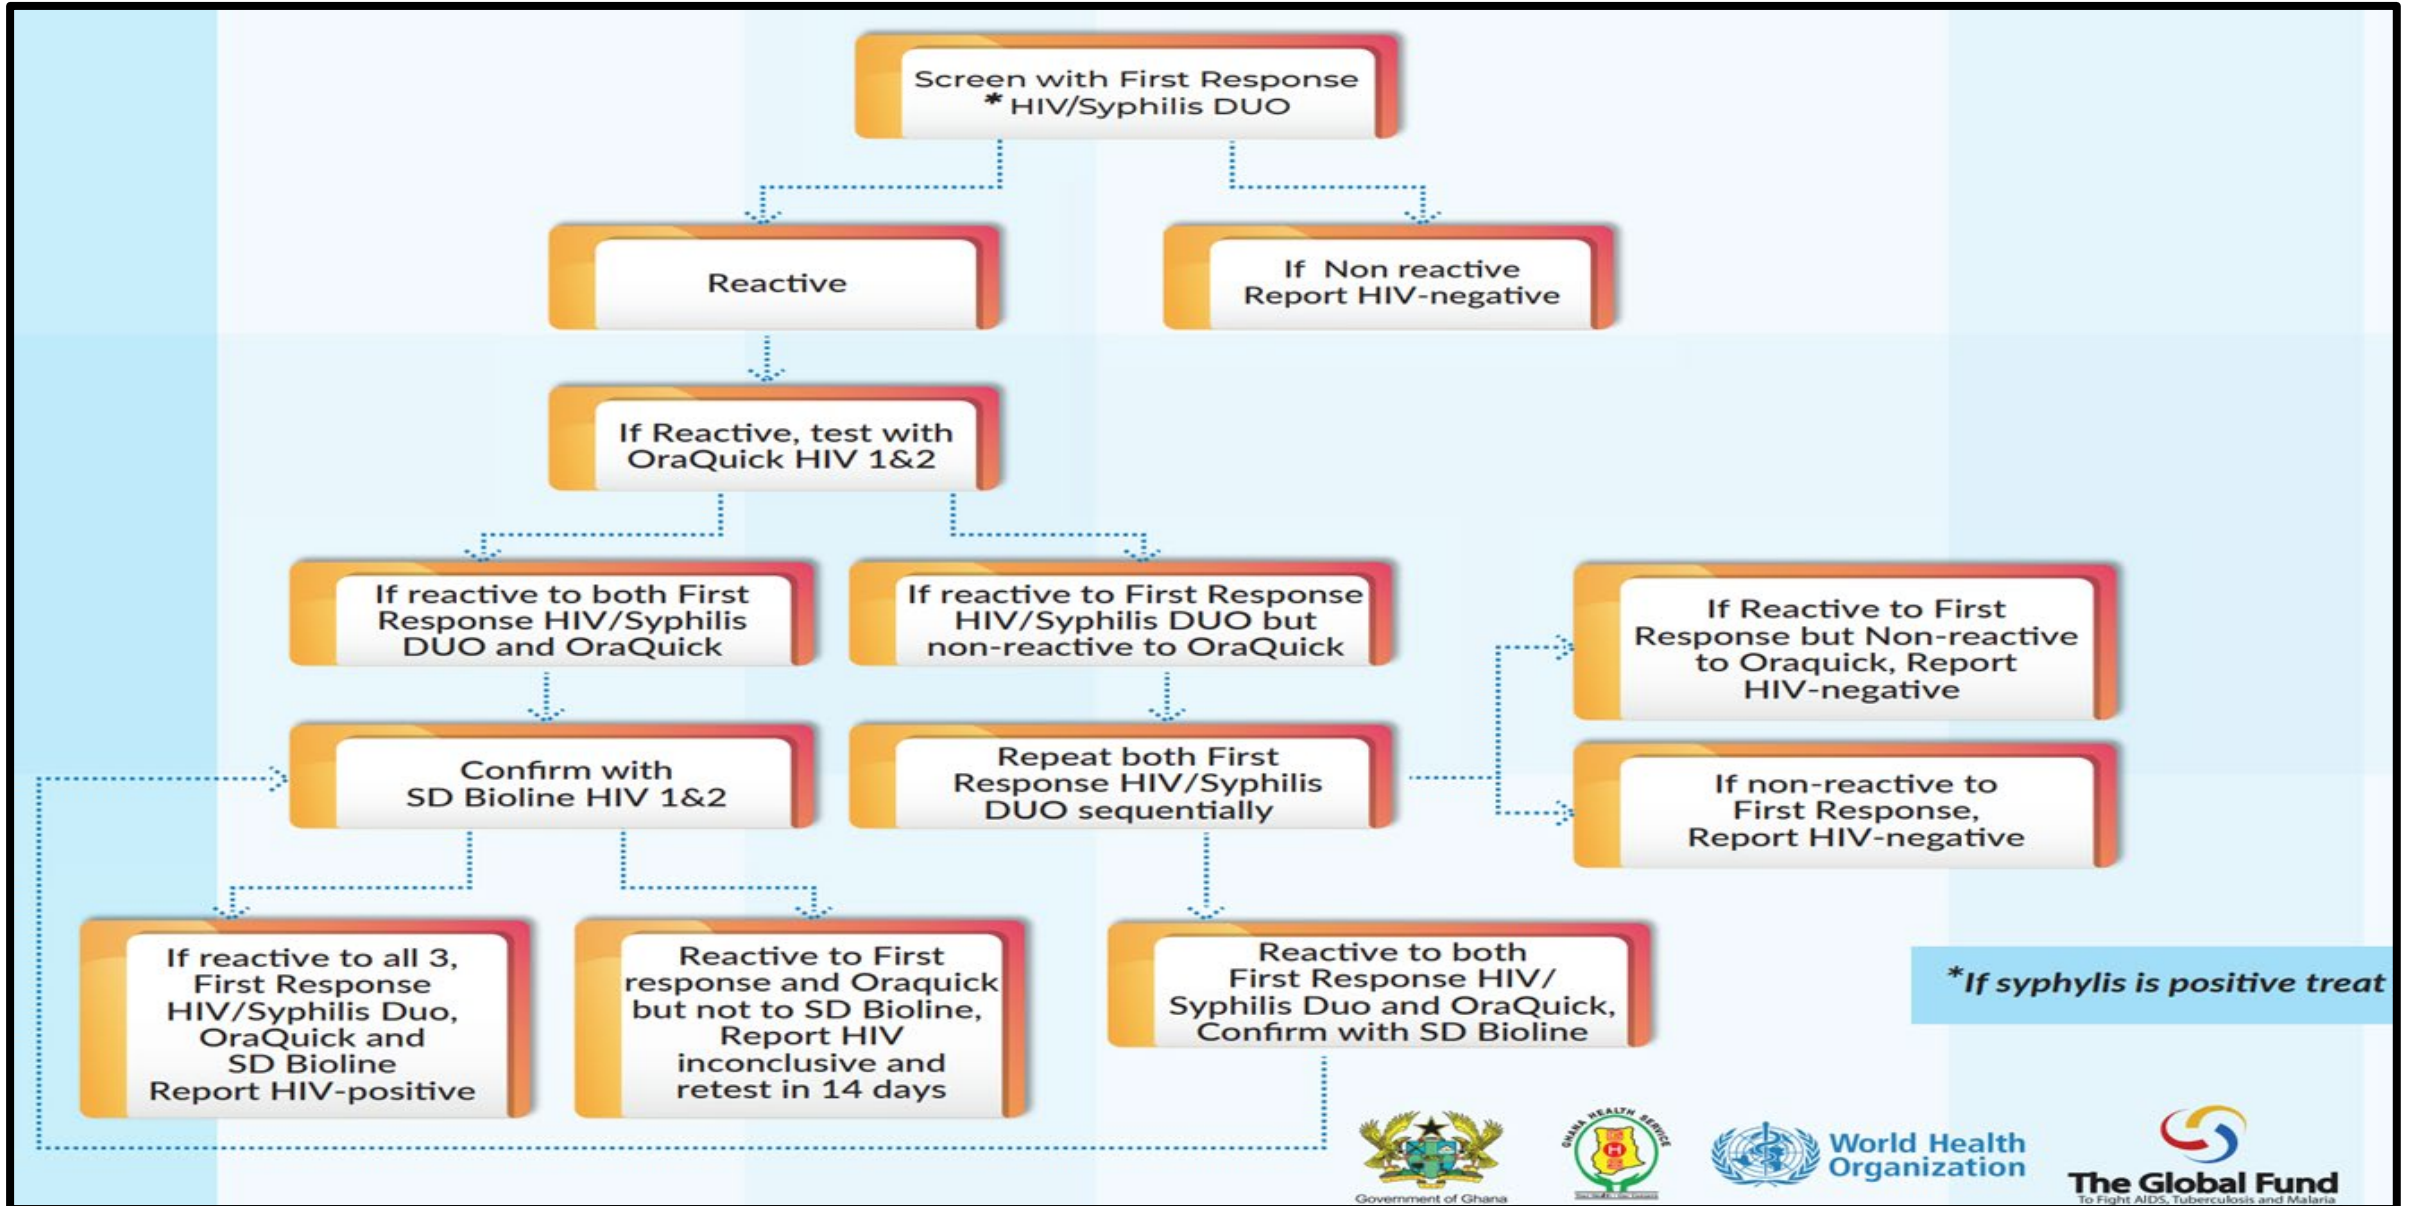 Screen with First Response
* HIV/Syphilis DUO
Reactive
If Non reactive
Report HIV-negative
If Reactive, test with
OraQuick HIV 1&2
If reactive to both First
Response HIV/Syphilis
DUO and OraQuick
If reactive to First Response
HIV/Syphilis DUO but
non-reactive to OraQuick
If Reactive to First
Response but Non-reactive
to Oraquick, Report
HIV-negative
Confirm with
SD Bioline HIV 1&2
Repeat both First
Response HIV/Syphilis
DUO sequentially
If non-reactive to
First Response,
Report HIV-negative
If reactive to all 3,
First Response
HIV/Syphilis Duo,
OraQuick and
SD Bioline
Report HIV-positive
Reactive to First
response and Oraquick
but not to SD Bioline,
Report HIV
inconclusive and
retest in 14 days
Reactive to both
First Response HIV/
Syphilis Duo and OraQuick,
Confirm with SD Bioline
*If syphylis is positive treat
Government of Ghana
GHANA HEALTH SERVICE
H
World Health
Organization
The Global Fund
To Fight AIDS, Tuberculosis and Malaria